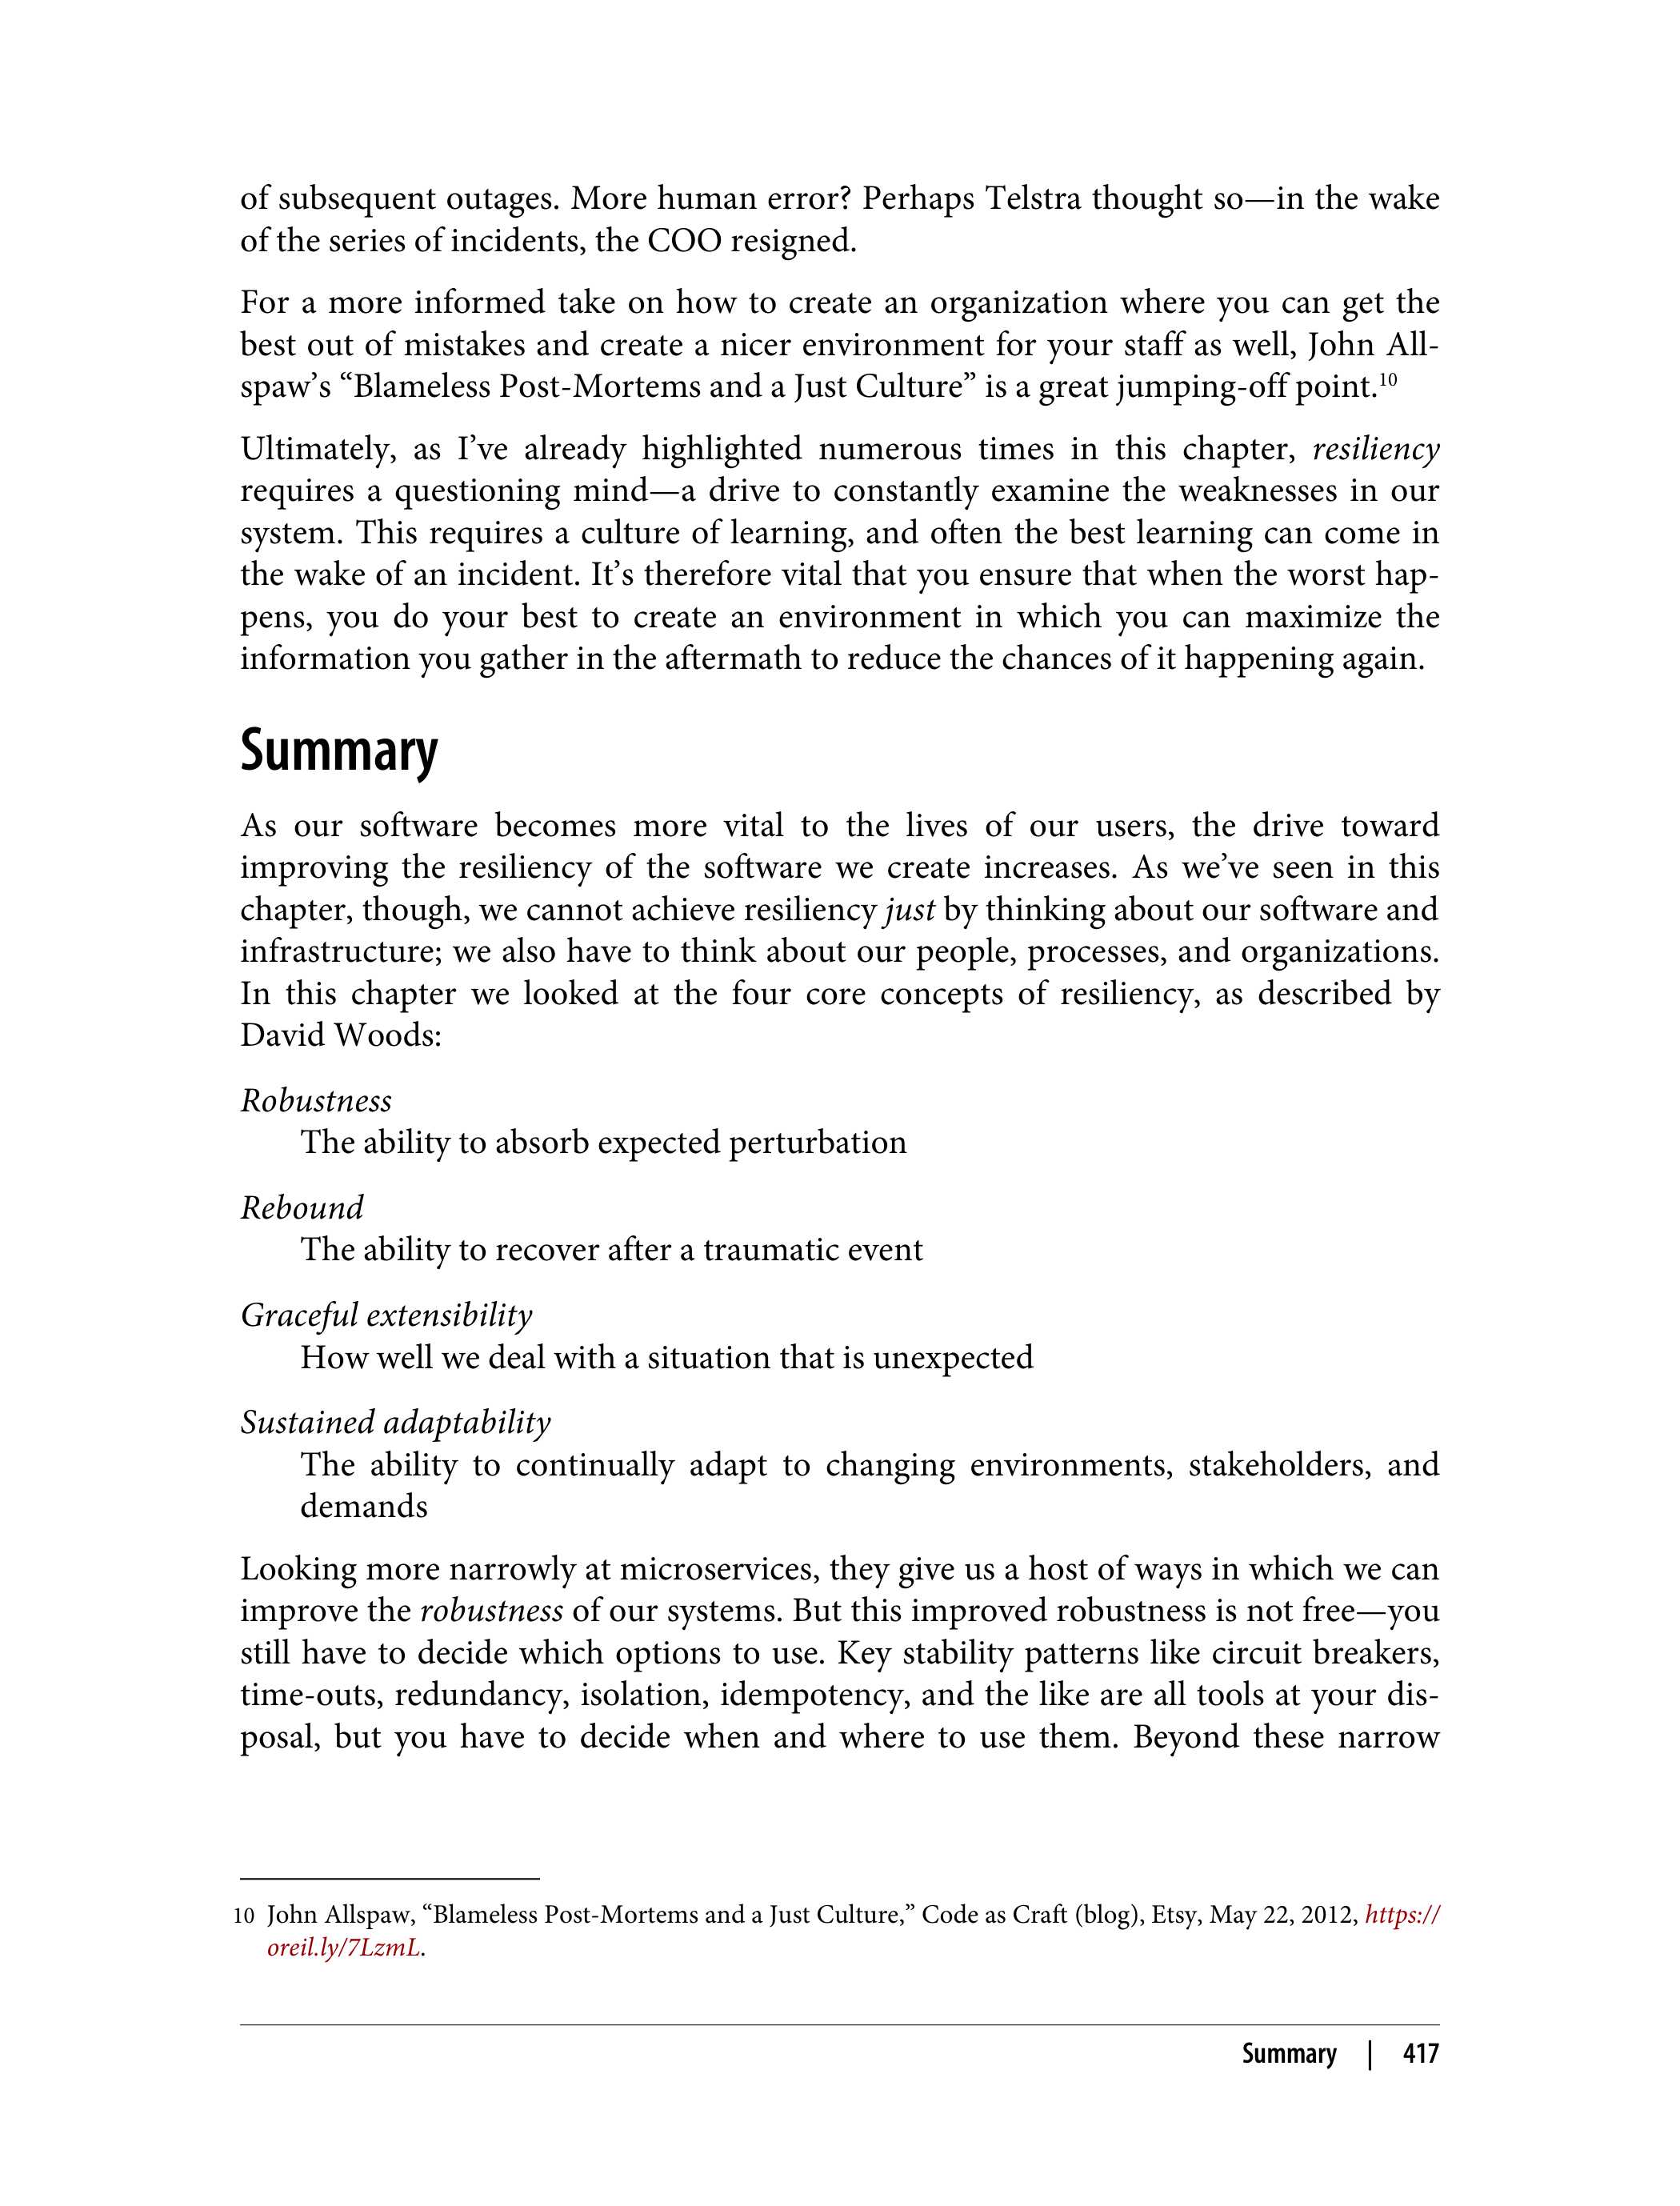 of subsequent outages. More human error? Perhaps Telstra thought so—in the wake
of the series of incidents, the COO resigned.
For a more informed take on how to create an organization where you can get the
best out of mistakes and create a nicer environment for your staff as well, John All-
spaw’s “Blameless Post-Mortems and a Just Culture” is a great jumping-off point.10
Ultimately, as I’ve already highlighted numerous times in this chapter, resiliency
requires a questioning mind—a drive to constantly examine the weaknesses in our
system. This requires a culture of learning, and often the best learning can come in
the wake of an incident. It’s therefore vital that you ensure that when the worst hap-
pens, you do your best to create an environment in which you can maximize the
information you gather in the aftermath to reduce the chances of it happening again.
Summary
As our software becomes more vital to the lives of our users, the drive toward
improving the resiliency of the software we create increases. As we’ve seen in this
chapter, though, we cannot achieve resiliency just by thinking about our software and
infrastructure; we also have to think about our people, processes, and organizations.
In this chapter we looked at the four core concepts of resiliency, as described by
David Woods:
Robustness
The ability to absorb expected perturbation
Rebound
The ability to recover after a traumatic event
Graceful extensibility
How well we deal with a situation that is unexpected
Sustained adaptability
The ability to continually adapt to changing environments, stakeholders, and
demands
Looking more narrowly at microservices, they give us a host of ways in which we can
improve the robustness of our systems. But this improved robustness is not free—you
still have to decide which options to use. Key stability patterns like circuit breakers,
time-outs, redundancy, isolation, idempotency, and the like are all tools at your dis-
posal, but you have to decide when and where to use them. Beyond these narrow
10 John Allspaw, “Blameless Post-Mortems and a Just Culture,” Code as Craft (blog), Etsy, May 22, 2012, https://
oreil.ly/7LzmL.
Summary | 417